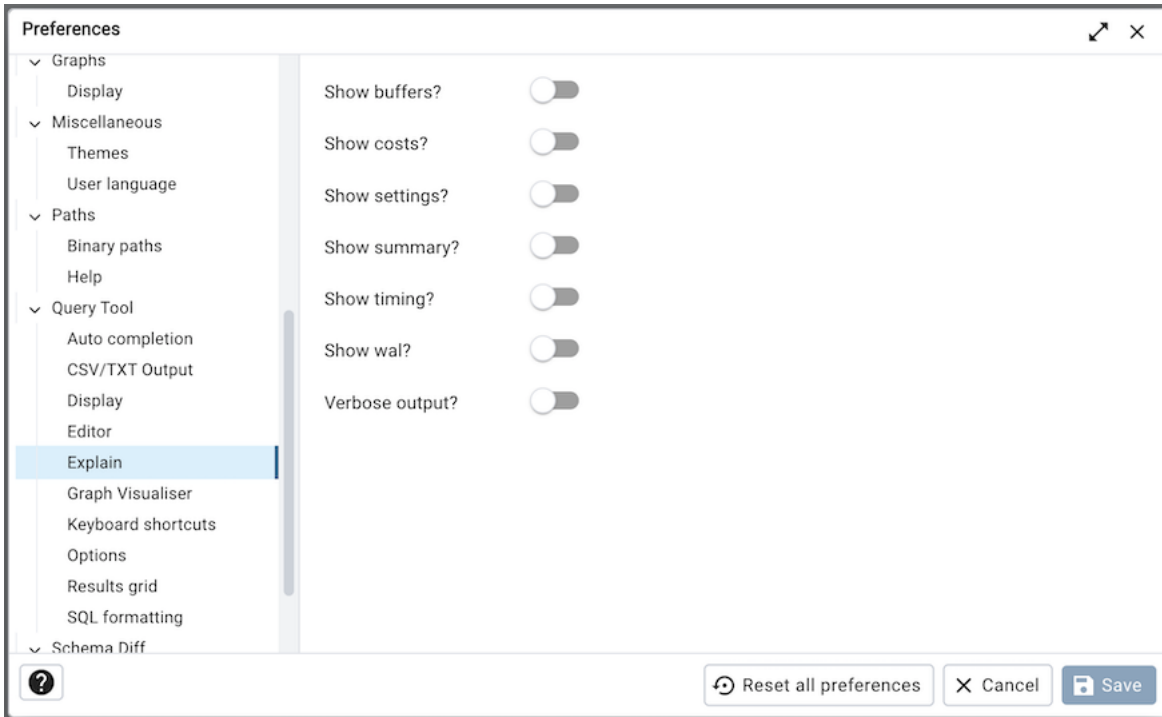 Preferences
Graphs
Display
Miscellaneous
Themes
User language
Paths
Binary paths
Help
Query Tool
Auto completion
CSV/TXT Output
Display
Editor
Explain
Graph Visualiser
Keyboard shortcuts
Options
Results grid
SQL formatting
Schema Diff
Show buffers?
Show costs?
Show settings?
Show summary?
Show timing?
Show wal?
Verbose output?
?
Reset all preferences
Cancel
Save